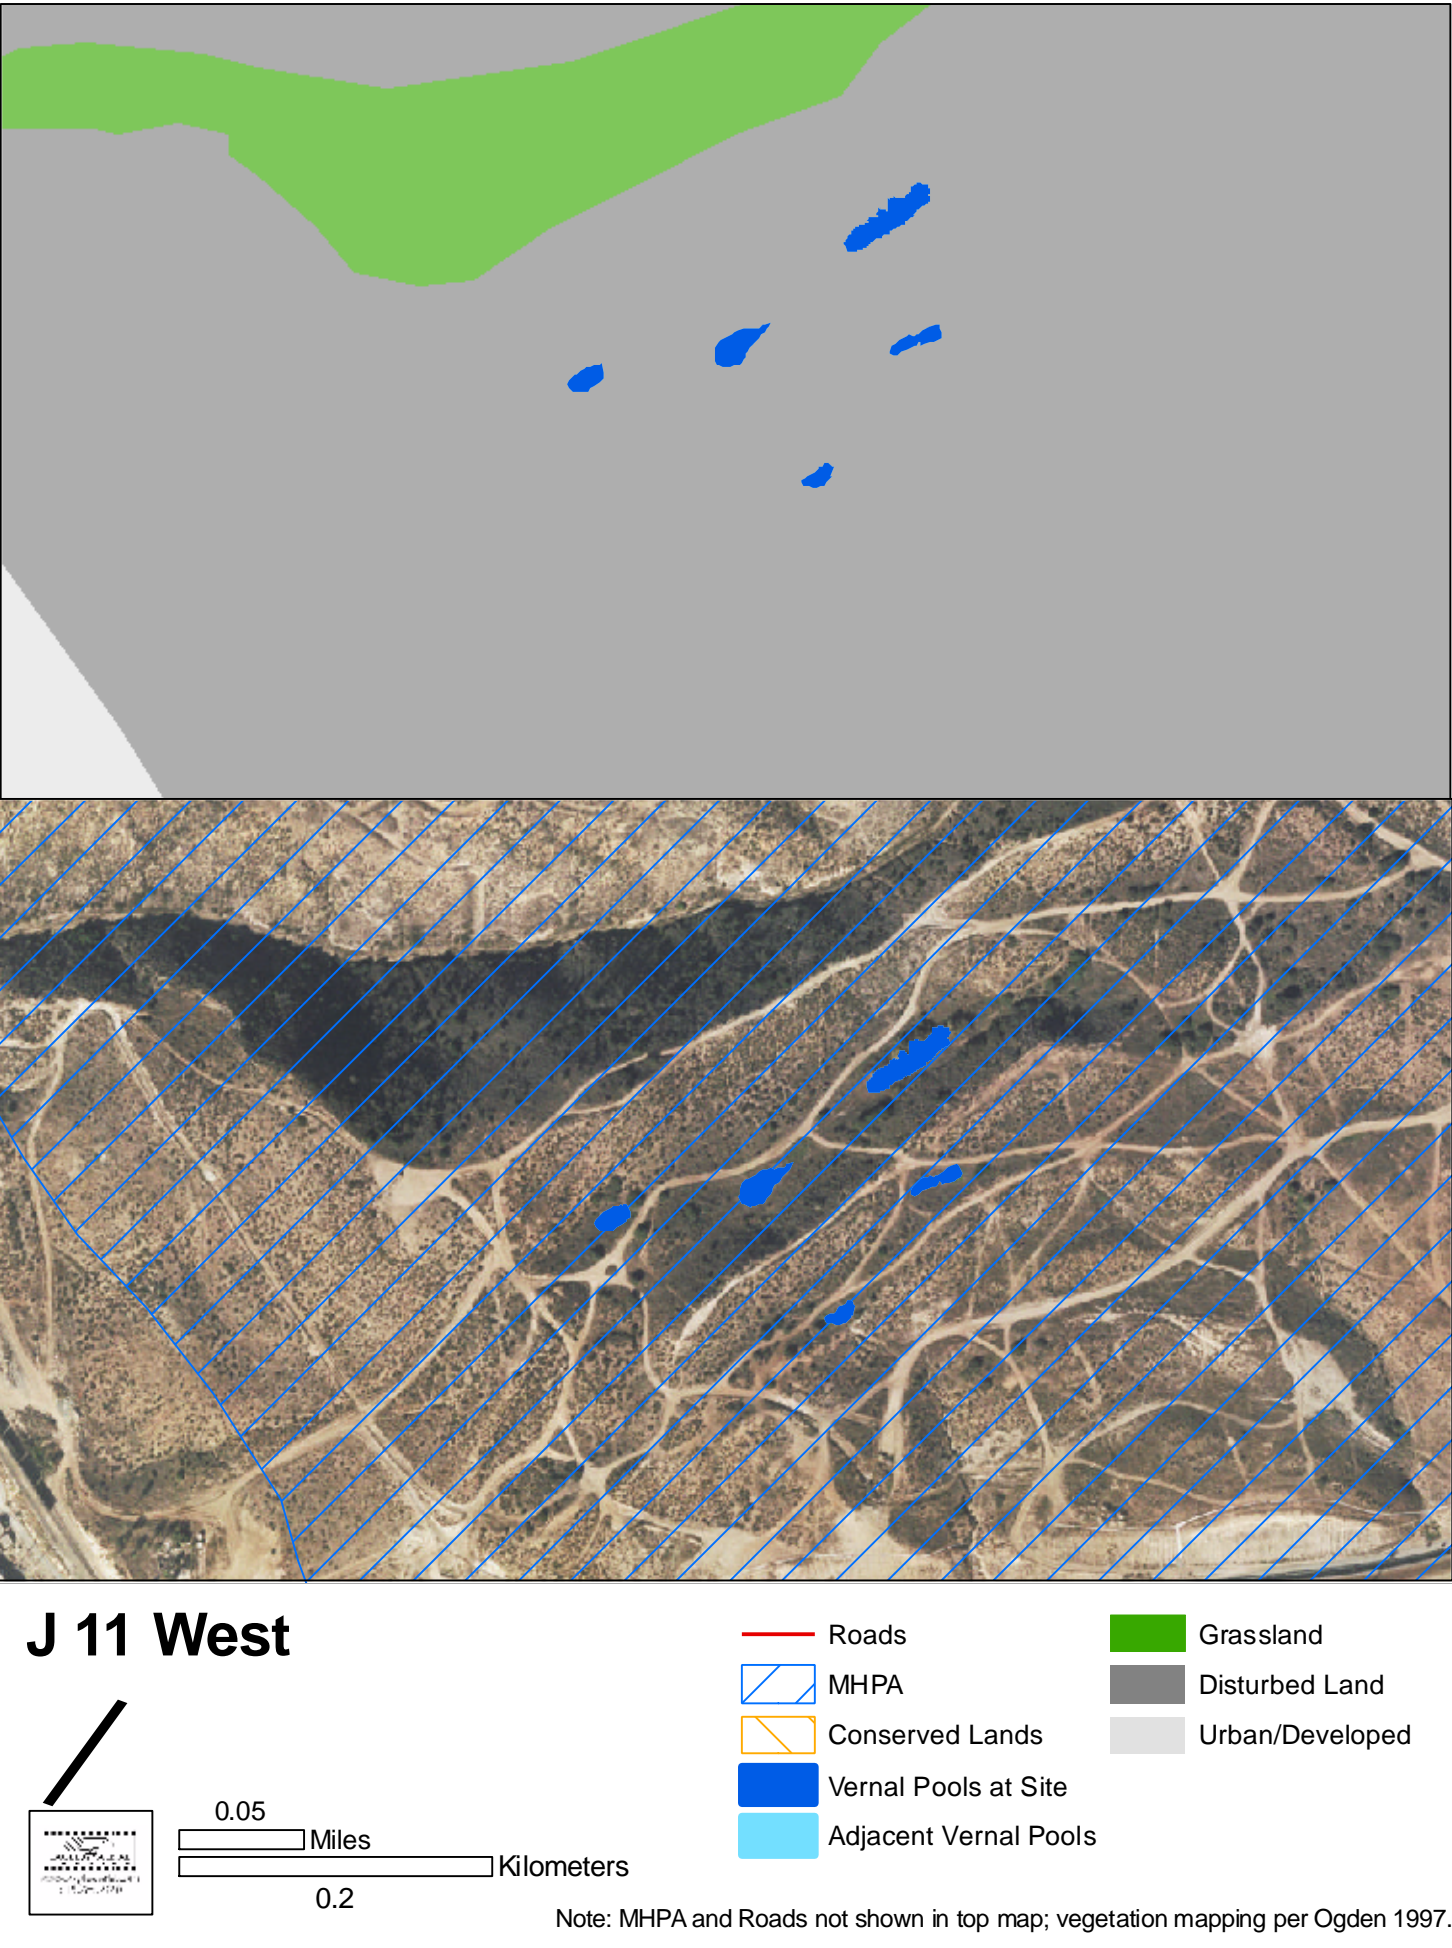 J 11 West
Roads
MHPA
Conserved Lands
Vernal Pools at Site
Adjacent Vernal Pools
Grassland
Disturbed Land
Urban/Developed
0.05
Miles
Kilometers
0.2
Note: MHPA and Roads not shown in top map; vegetation mapping per Ogden 1997.